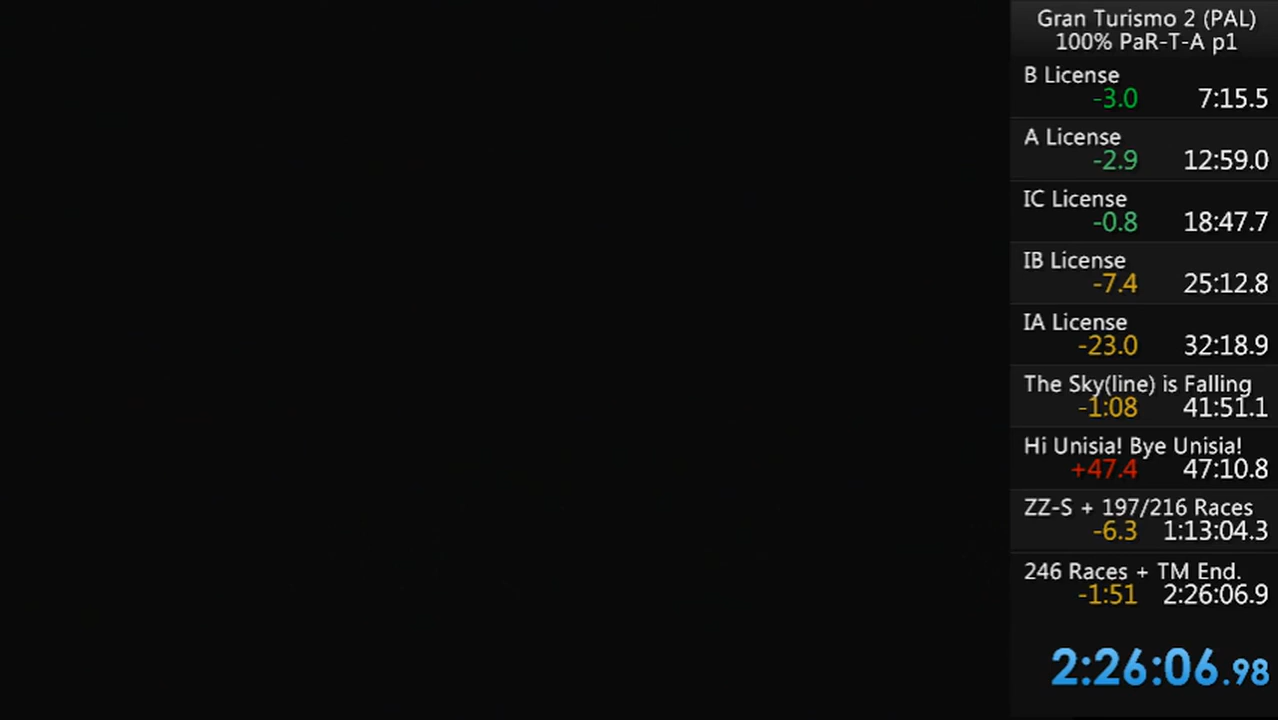 Gran Turismo 2 (PAL)
100% PaR-T-A p1
B License
-3.0 7:15.5
A License
-2.9 12:59.0
IC License
-0.8 18:47.7
IB License
-7.4 25:12.8
IA License
-23.0 32:18.9
The Sky(line) is Falling
-1:08 41:51.1
Hi Unisia! Bye Unisia!
+47.4 47:10.8
ZZ-S + 197/216 Races
-6.3 1:13:04.3
246 Races + TM End.
-1:51 2:26:06.9
2:26:06.98